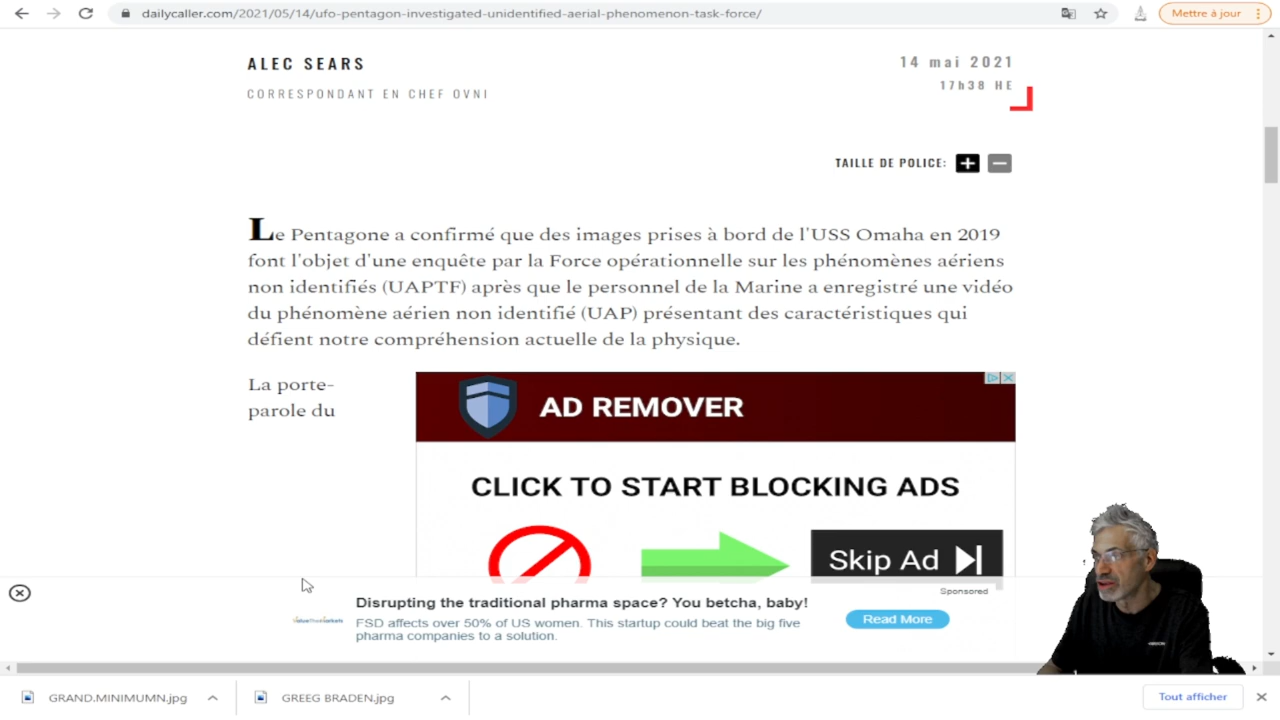 dailycaller.com/2021/05/14/ufo-pentagon-investigated-unidentified-aerial-phenomenon-task-force/
Mettre à jour
ALEC SEARS
14 mai 2021
CORRESPONDANT EN CHEF OVNI
17h38 HE
TAILLE DE POLICE:
Le Pentagone a confirmé que des images prises à bord de l'USS Omaha en 2019
font l'objet d'une enquête par la Force opérationnelle sur les phénomènes aériens
non identifiés (UAPTF) après que le personnel de la Marine a enregistré une vidéo
du phénomène aérien non identifié (UAP) présentant des caractéristiques qui
défient notre compréhension actuelle de la physique.
La porte-
parole du
AD REMOVER
CLICK TO START BLOCKING ADS
Skip Ad
Sponsored
Disrupting the traditional pharma space? You betcha, baby!
FSD affects over 50% of US women. This startup could beat the big five
pharma companies to a solution.
Read More
GRAND.MINIMUMN.jpg
GREEG BRADEN.jpg
Tout afficher